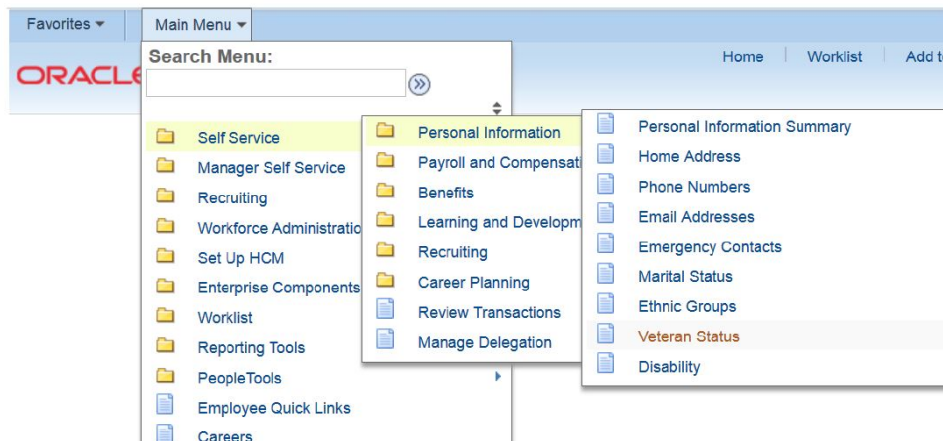 Favorites
Main Menu
Search Menu:
ORACLE
Home
Worklist
Add to
Self Service
Manager Self Service
Recruiting
Workforce Administratio
Set Up HCM
Enterprise Components
Worklist
Reporting Tools
PeopleTools
Employee Quick Links
Careers
Personal Information
Payroll and Compensati
Benefits
Learning and Developm
Recruiting
Career Planning
Review Transactions
Manage Delegation
Personal Information Summary
Home Address
Phone Numbers
Email Addresses
Emergency Contacts
Marital Status
Ethnic Groups
Veteran Status
Disability